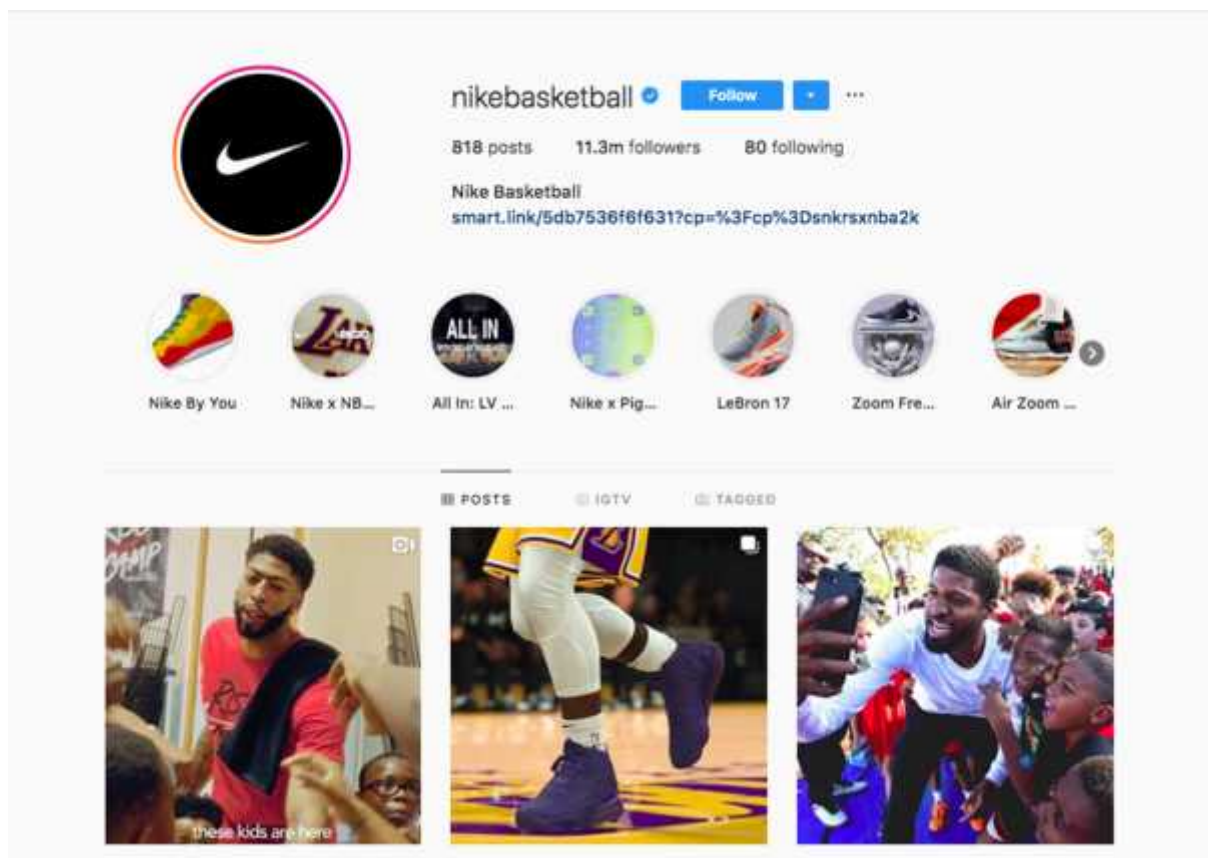 nikebasketball Follow
818 posts 11.3m followers 80 following
Nike Basketball
smart.link/5db7536f6f631?cp=%3Fcp%3Dsnkrsxnba2k
ALL IN
Nike By You Nike x NB... All In: LV ... Nike x Pig... LeBron 17 Zoom Fre... Air Zoom ...
POSTS IGTV TAGGED
these kids are here